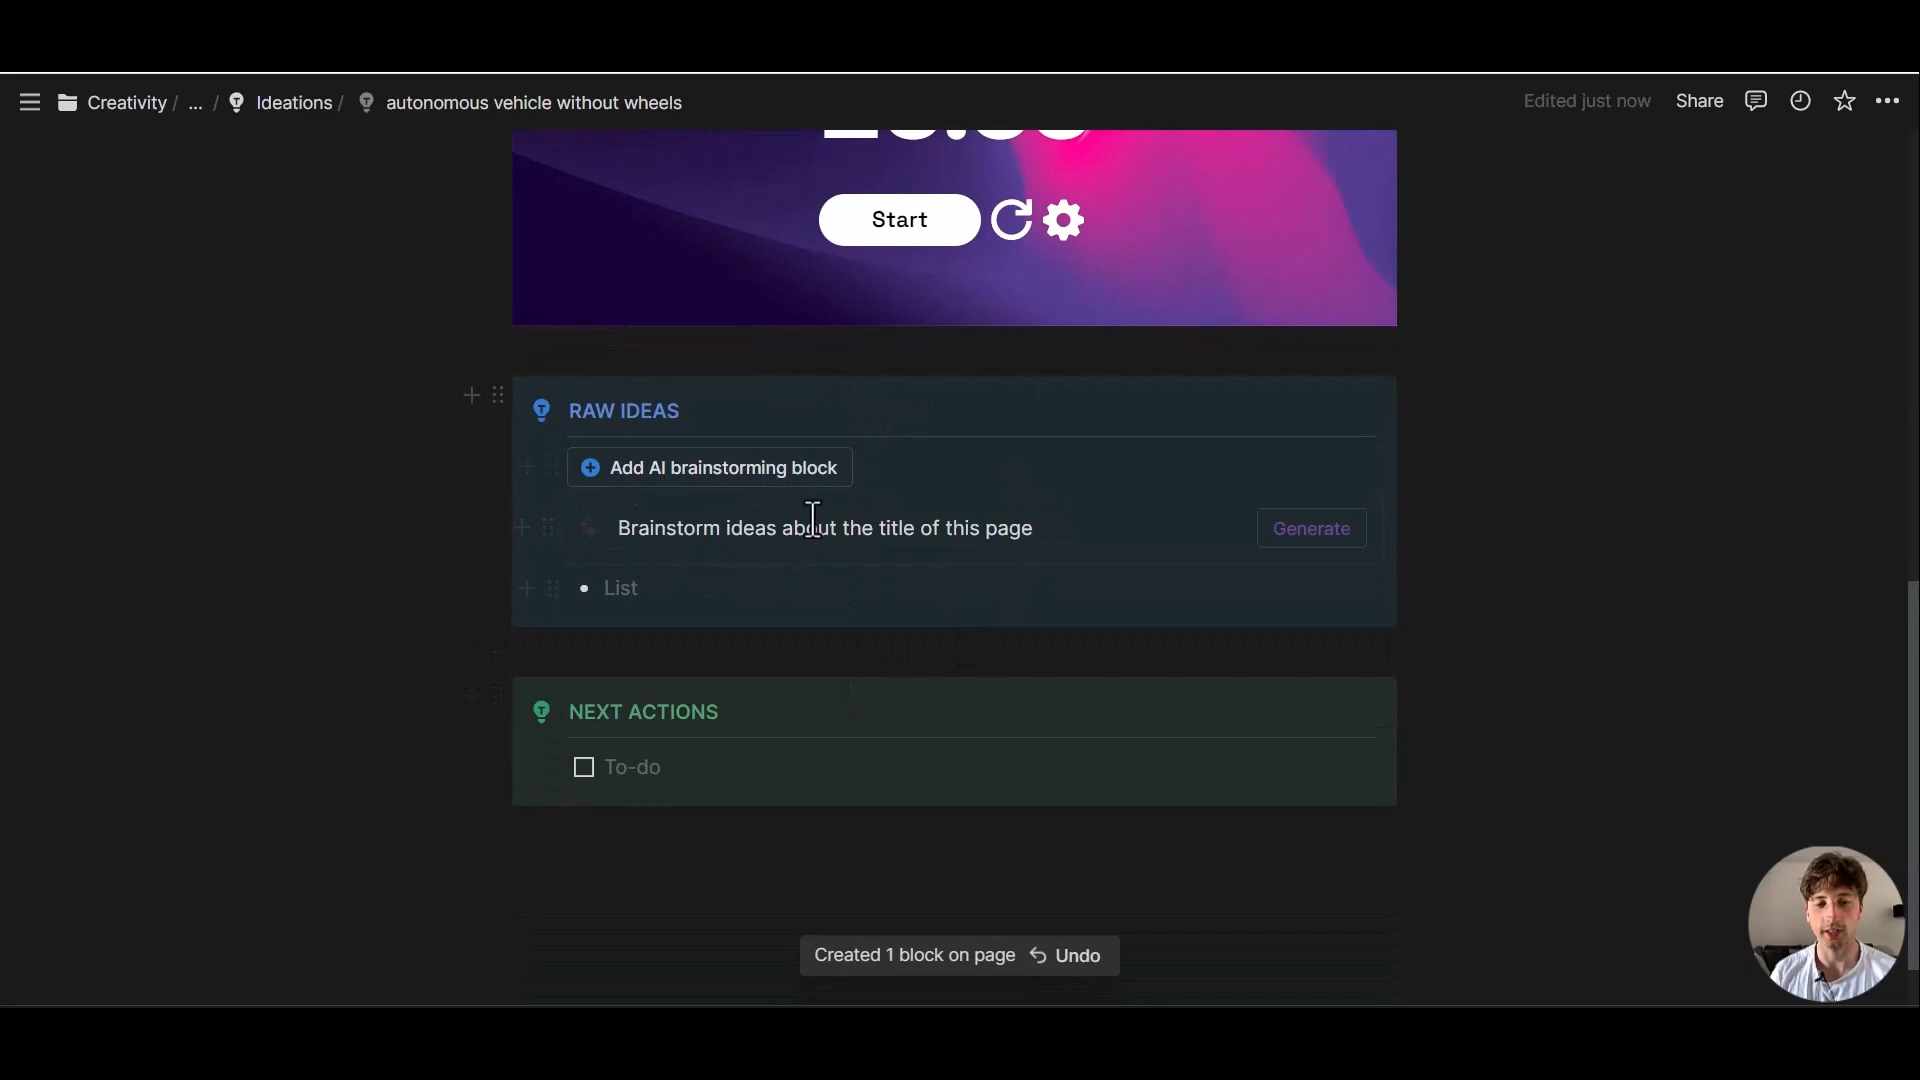 Creativity / ... / Ideations / autonomous vehicle without wheels
Edited just now Share
Start
RAW IDEAS
Add AI brainstorming block
Brainstorm ideas about the title of this page
Generate
• List
NEXT ACTIONS
To-do
Created 1 block on page Undo